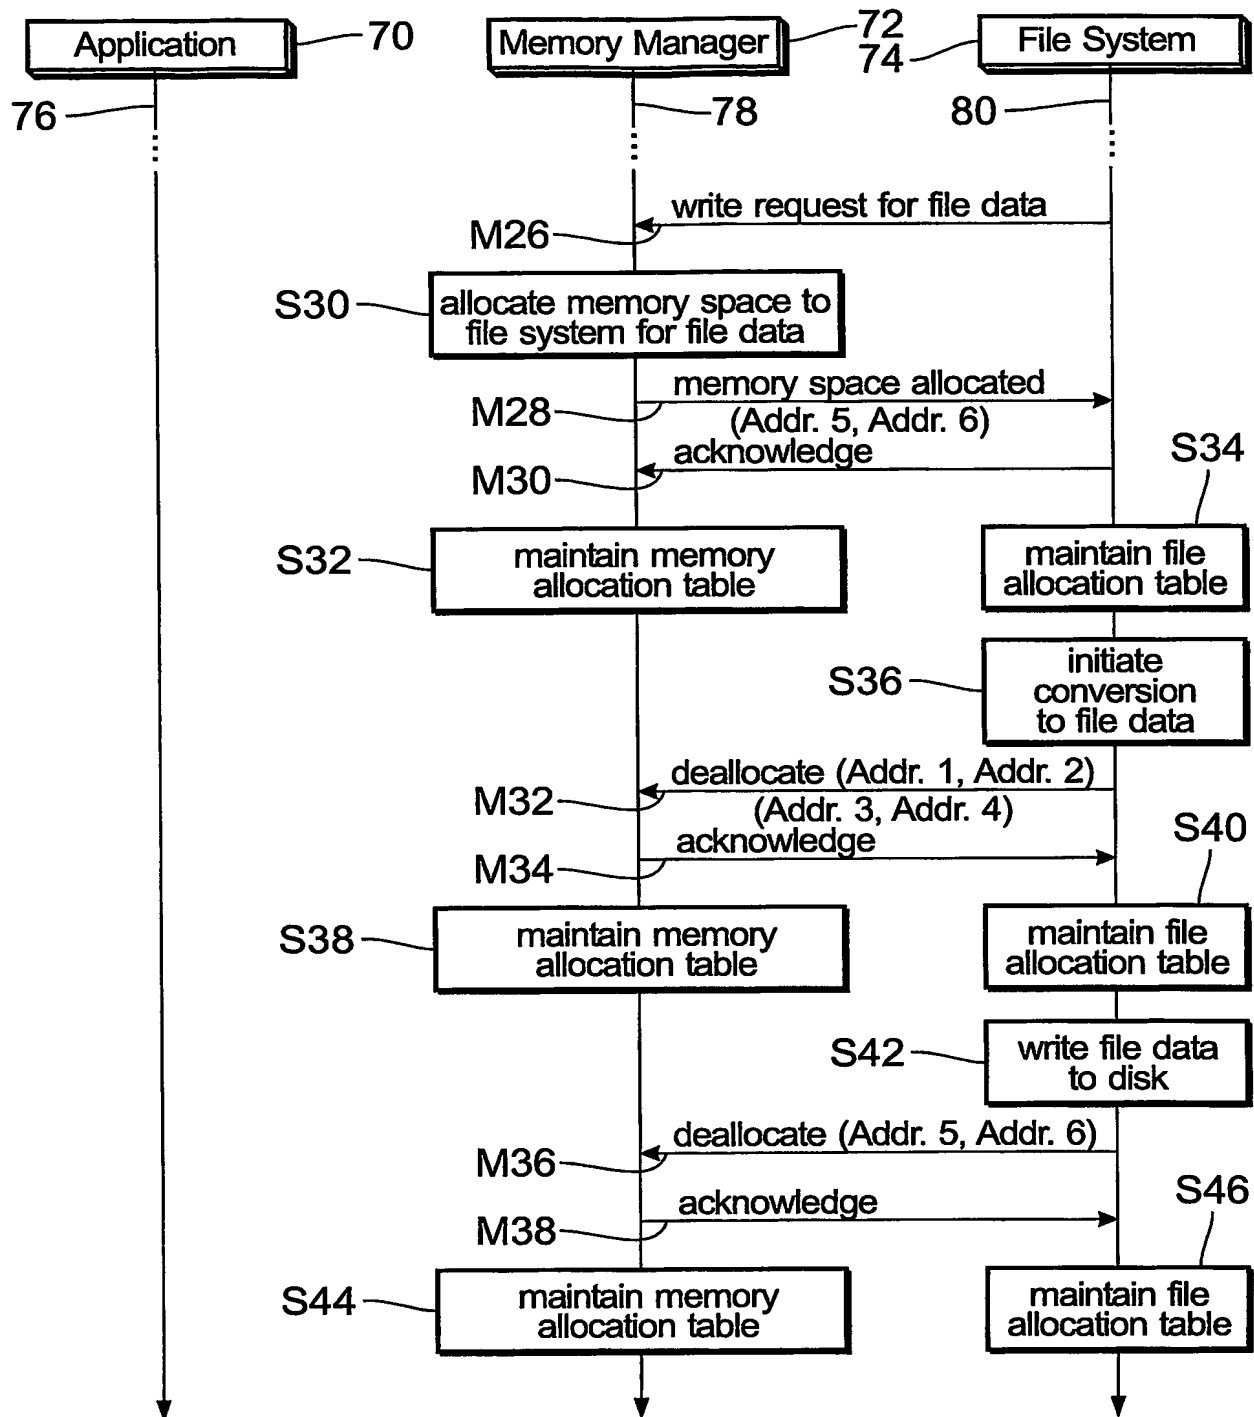 Application
70
Memory Manager
72
74
File System
76
78
80
write request for file data
M26
S30
allocate memory space to
file system for file data
memory space allocated
M28
(Addr. 5, Addr. 6)
acknowledge
M30
S34
S32
maintain memory
allocation table
maintain file
allocation table
S36
initiate
conversion
to file data
deallocate (Addr. 1, Addr. 2)
M32
(Addr. 3, Addr. 4)
acknowledge
M34
S40
S38
maintain memory
allocation table
maintain file
allocation table
S42
write file data
to disk
deallocate (Addr. 5, Addr. 6)
M36
acknowledge
M38
S46
S44
maintain memory
allocation table
maintain file
allocation table